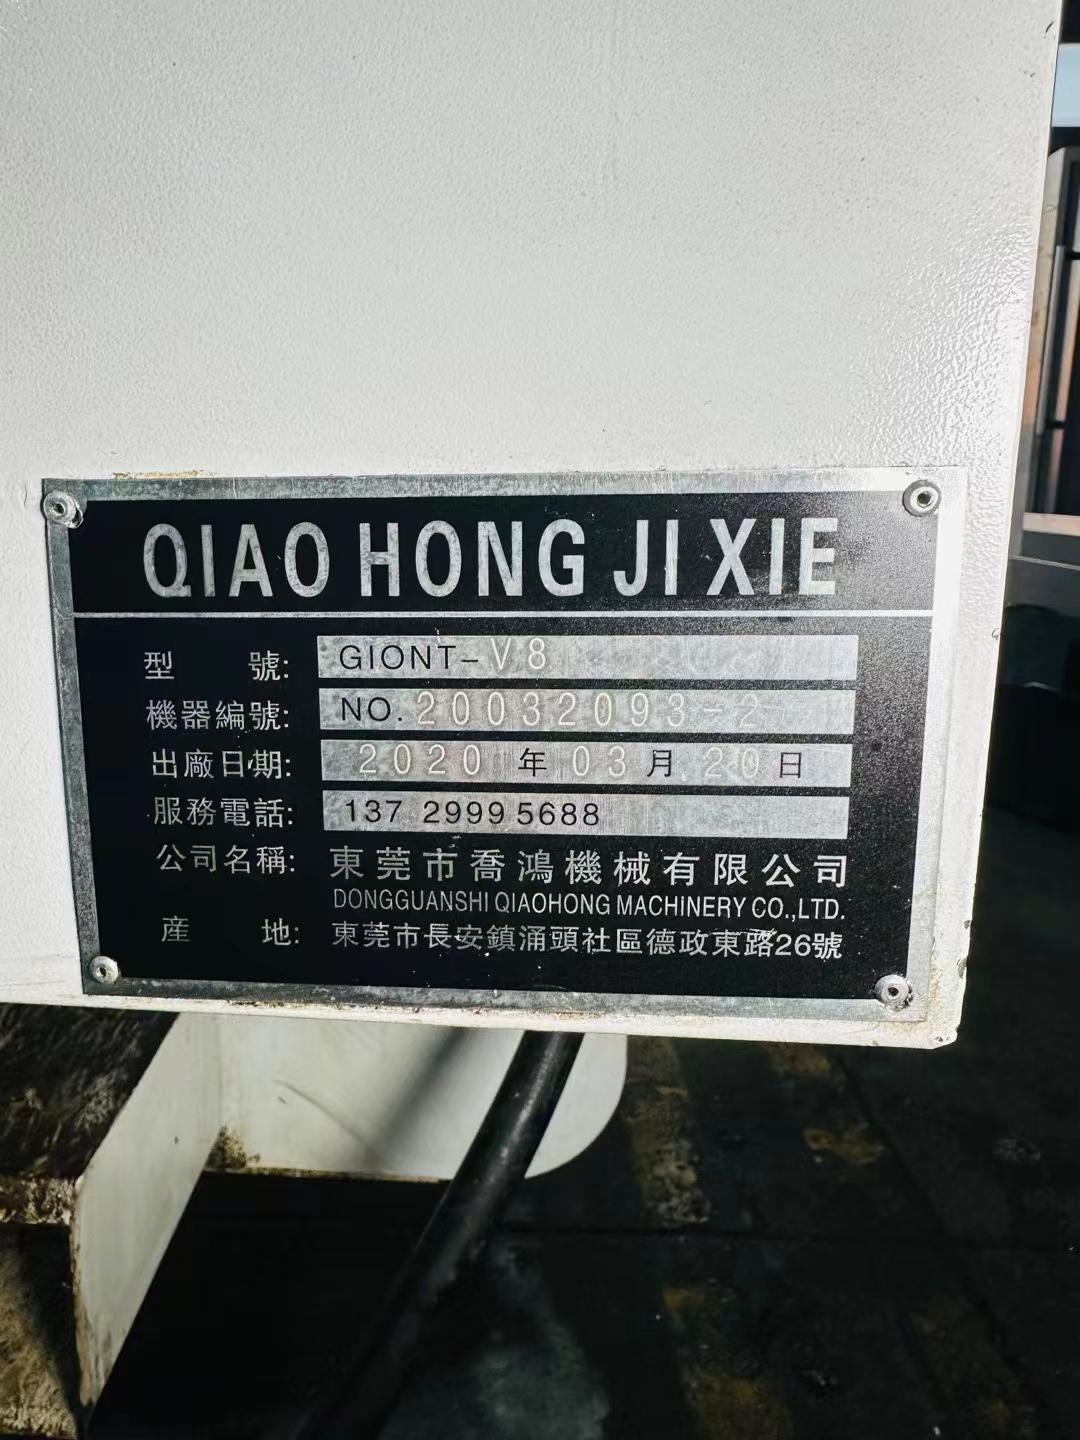 QIAO HONG JI XIE
型 號: GIONT-V8
機器編號: NO.20032093-2
出廠日期: 2020 年 03 月 20 日
服務電話: 137 2999 5688
公司名稱: 東莞市喬鴻機械有限公司
DONGGUANSHI QIAOHONG MACHINERY CO.,LTD.
産 地: 東莞市長安鎮涌頭社區德政東路26號